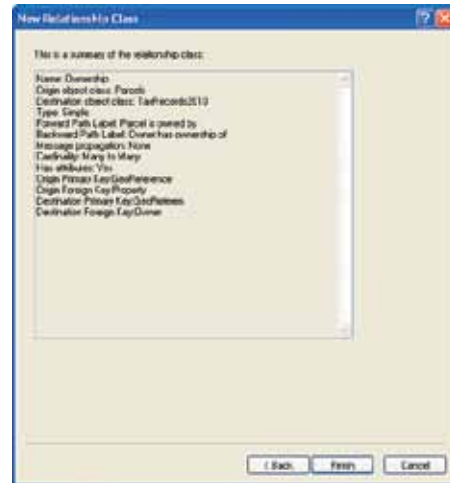 New Relationship Class
This is a summary of the relationship class:
Name: Ownership
Origin object class: Parcels
Destination object class: TaxRecords2010
Type: Simple
Forward Path Label: Parcel is owned by
Backward Path Label: Owner has ownership of
Message propagation: None
Cardinality: Many to Many
Has attributes: Yes
Origin Primary Key:GeoReference
Origin Foreign Key:Property
Destination Primary Key:
Destination Foreign Key:Owner
< Back
Finish
Cancel